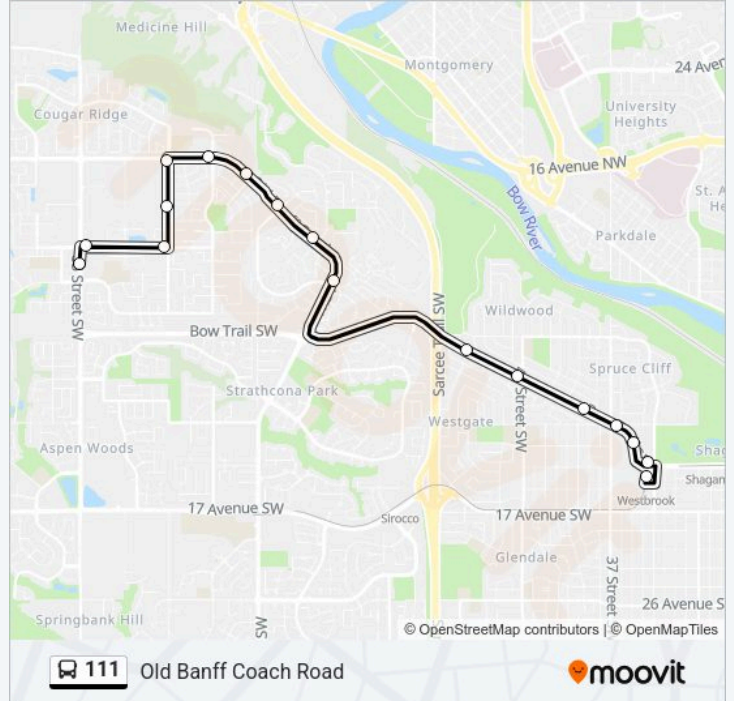 Medicine Hill
Montgomery
24 Aven
Cougar Ridge
University
Heights
16 Avenue NW
St. A
He
Bow River
Parkdale
Street SW
Wildwood
Sarcee Trail SW
Bow Trail SW
Spruce Cliff
Strathcona Park
Street SW
Westgate
Aspen Woods
Shag
Shagan
Westbrook
17 Avenue SW
Sirocco
17 Avenue SW
Glendale
37 Street
26 Avenue S
Springbank Hill
SW
S
© OpenStreetMap contributors | © OpenMapTiles
111 Old Banff Coach Road
moovit